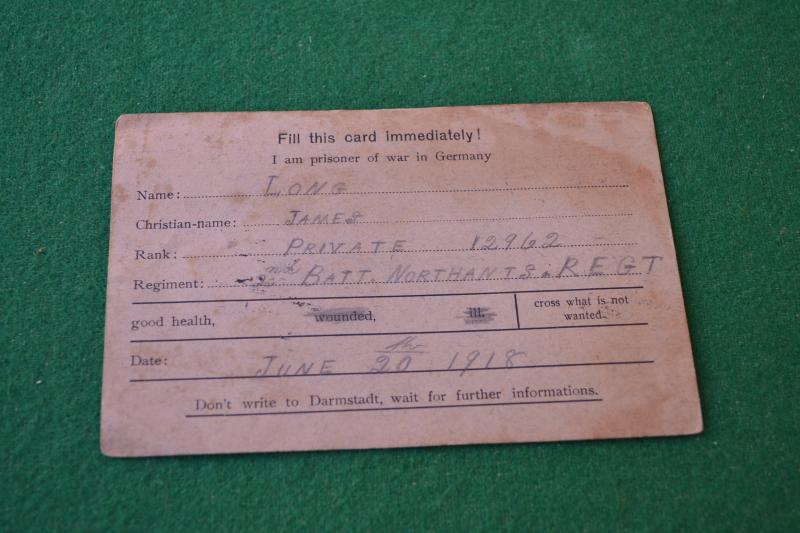 Fill this card immediately!
I am prisoner of war in Germany
Name: LONG
Christian-name: JAMES
Rank: PRIVATE 12962
Regiment: 2nd BATT. NORTHANTS. REGT
good health, wounded, ill. cross what is not wanted.
Date: JUNE 20th 1918
Don't write to Darmstadt, wait for further informations.